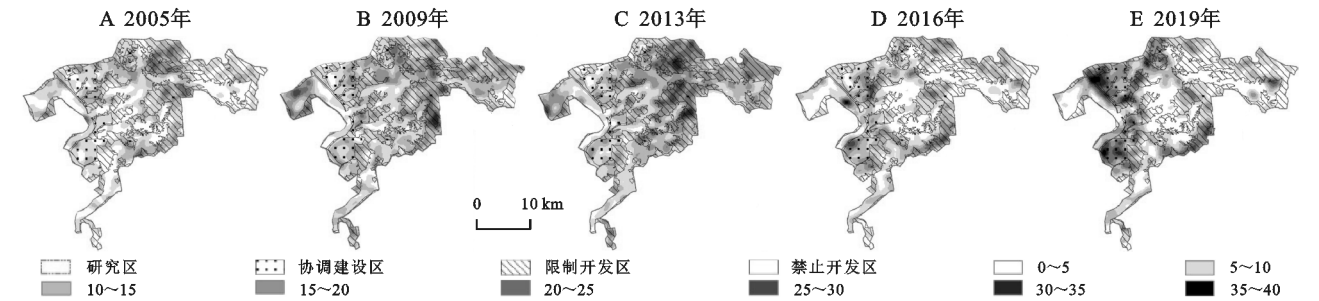 A 2005年 B 2009年 C 2013年 D 2016年 E 2019年
0 10 km
研究区 协调建设区 限制开发区 禁止开发区 0～5 5～10
10～15 15～20 20～25 25～30 30～35 35～40